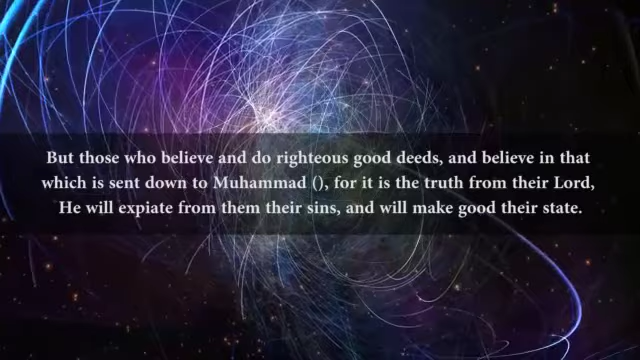 But those who believe and do righteous good deeds, and believe in that
which is sent down to Muhammad (), for it is the truth from their Lord,
He will expiate from them their sins, and will make good their state.